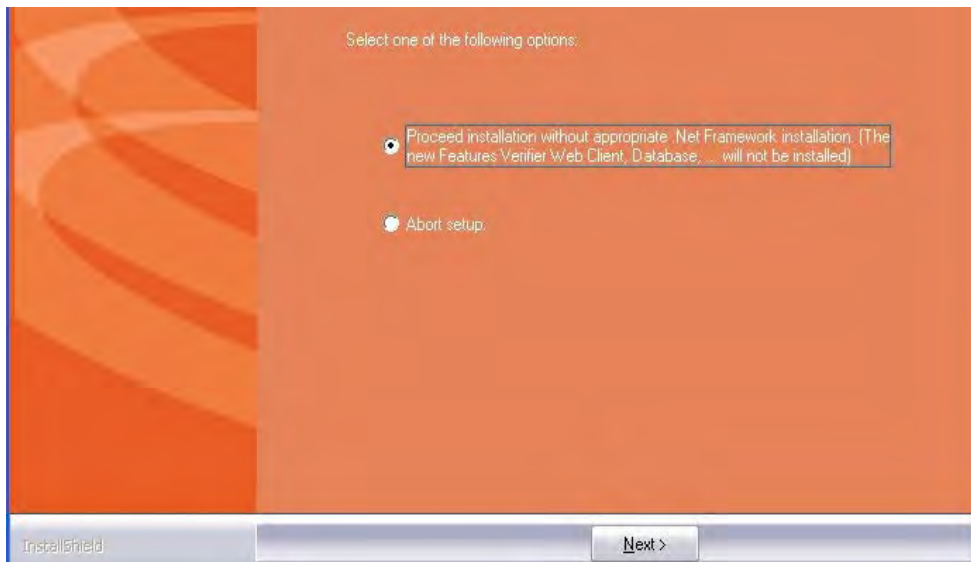 Select one of the following options:
Proceed installation without appropriate .Net Framework installation. (The
new Features Verifier Web Client, Database, ... will not be installed)
Abort setup.
InstallShield
Next >